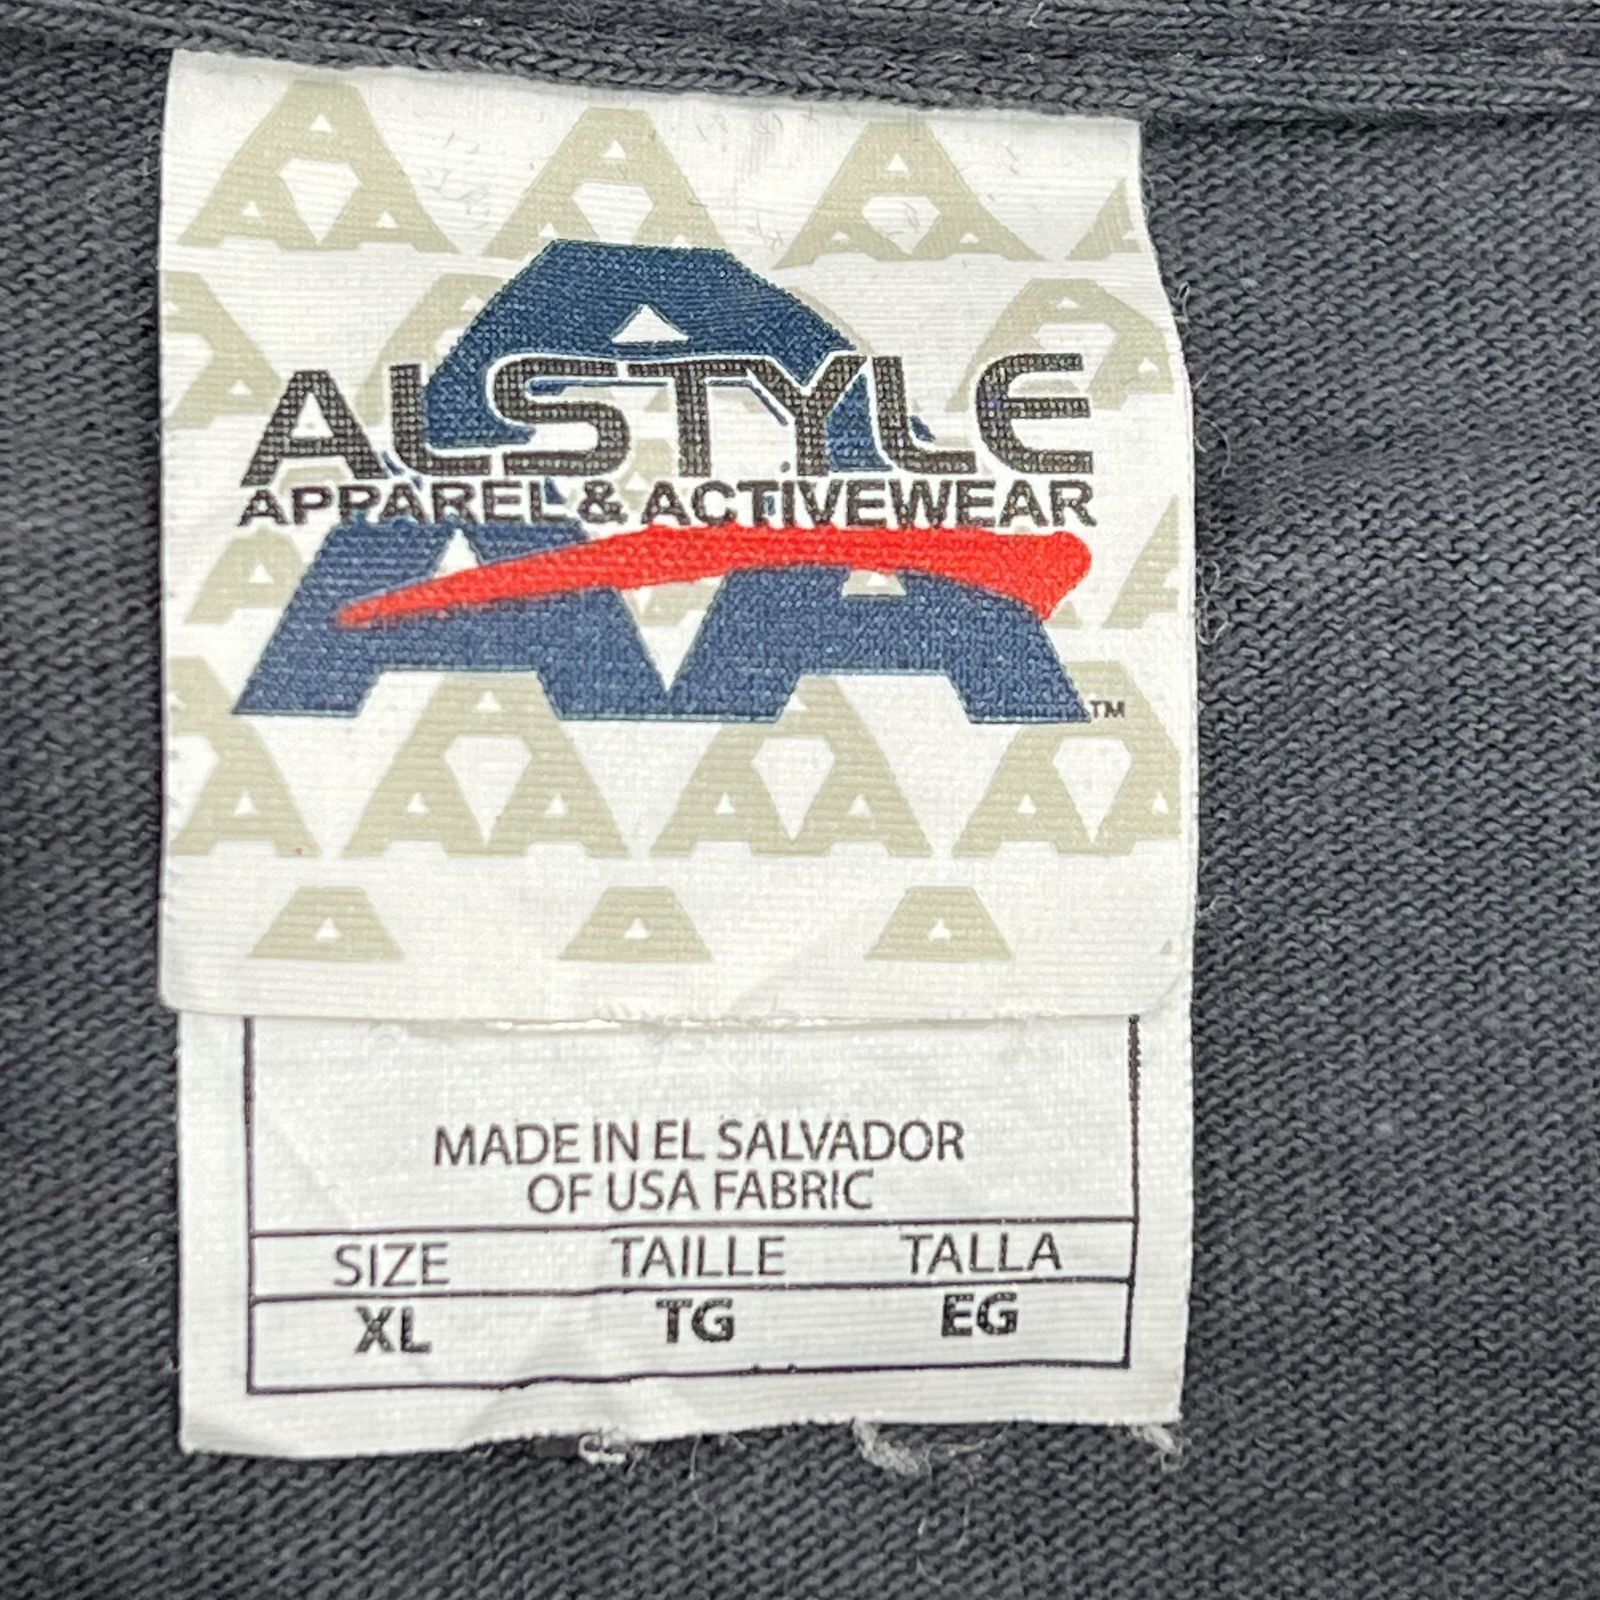 ALSTYLE
APPAREL & ACTIVEWEAR
TM
MADE IN EL SALVADOR
OF USA FABRIC
SIZE TAILLE TALLA
XL TG EG